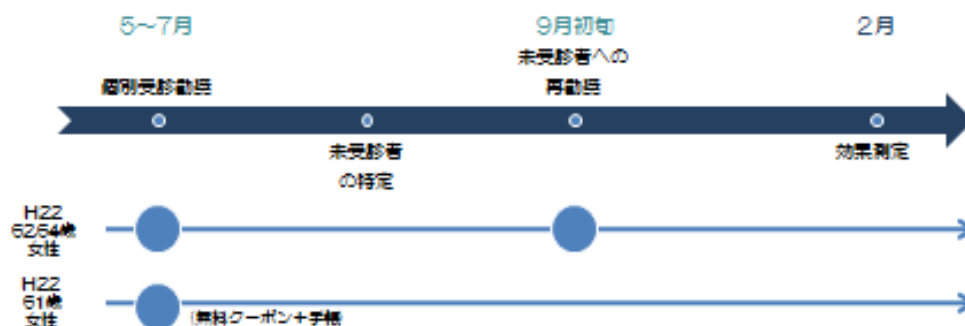 5～7月
9月初旬
2月
個別受診勧奨
未受診者への
再勧奨
未受診者
の特定
効果測定
H22
62,64歳
女性
H22
61歳
女性
(無料クーポン+手帳